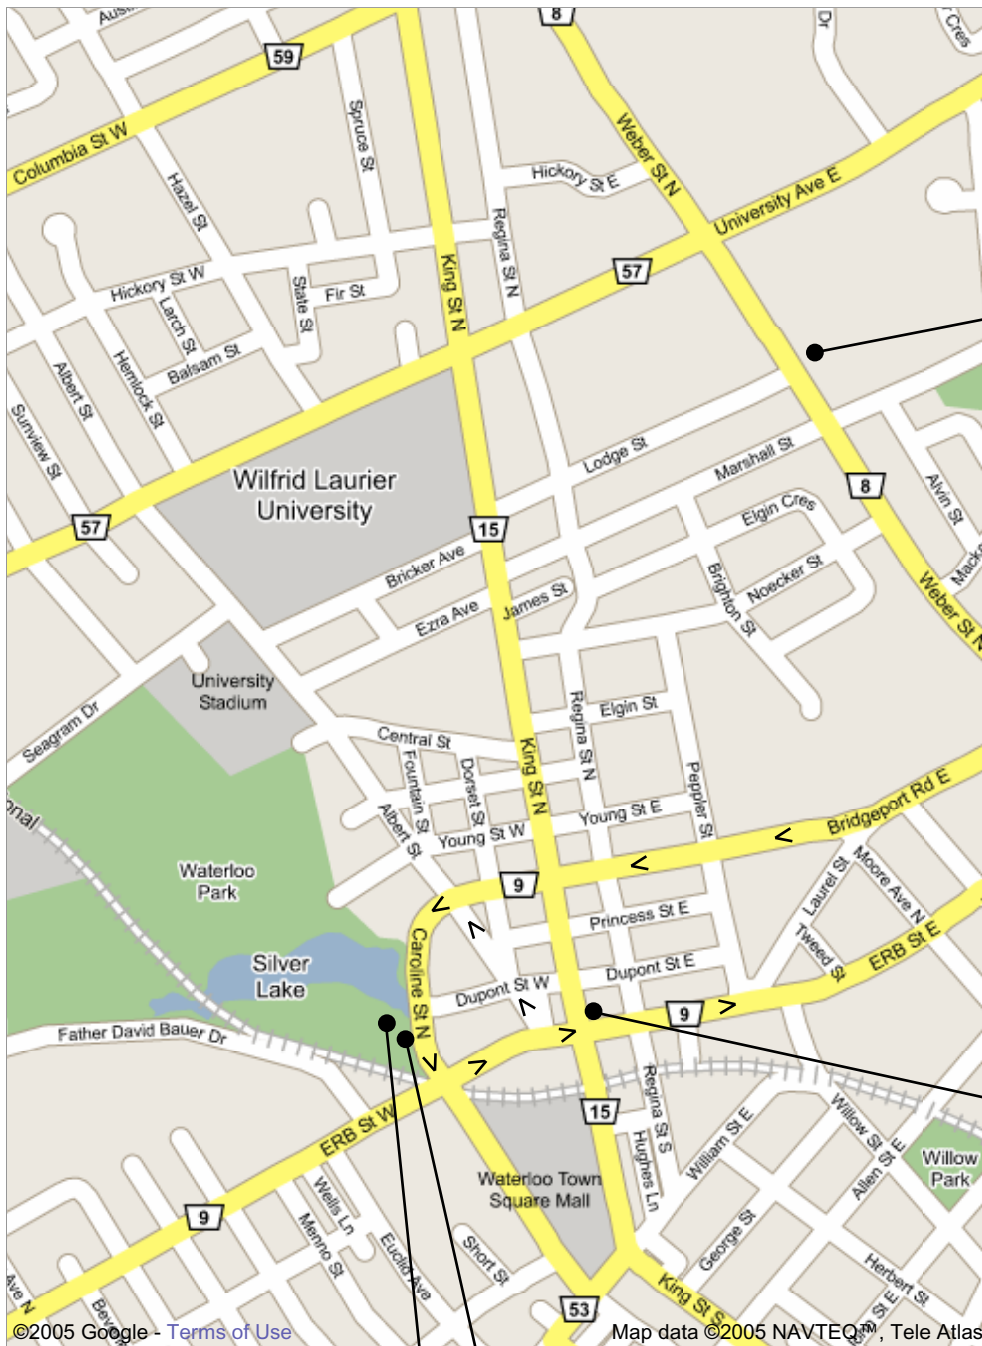 8
Dr
59
Columbia St W
Spruce St
Hickory St E
Weber St N
University Ave E
Hazel St
Regina St N
King St N
57
Hickory St W
State St
Fir St
Larch St
Balsam St
Hemlock St
Albert St
Sunview St
Wilfrid Laurier
University
Lodge St
Marshall St
8
57
15
Alvin St
Elgin Cres
Bricker Ave
Brighton St
Noecker St
Ezra Ave
James St
Weber St N
University
Stadium
Seagram Dr
Regina St N
Elgin St
Central St
King St N
Fountain St
Dorset St
Peppler St
Albert St
Young St W
Young St E
Bridgeport Rd E
onal
Waterloo
Park
9
Laurel St
Moore Ave N
Princess St E
Caroline St N
Tweed St
ERB St E
Silver
Lake
Dupont St W
Dupont St E
9
Father David Bauer Dr
15
Regina St S
ERB St W
William St E
Willow St
Hughes Ln
Allen St E
Willow
Park
Waterloo Town
Square Mall
9
Wells Ln
Menno St
Euclid Ave
Short St
George St
Herbert St
King St S
53
Ave N
©2005 Google - Terms of Use
Map data ©2005 NAVTEQ™, Tele Atlas